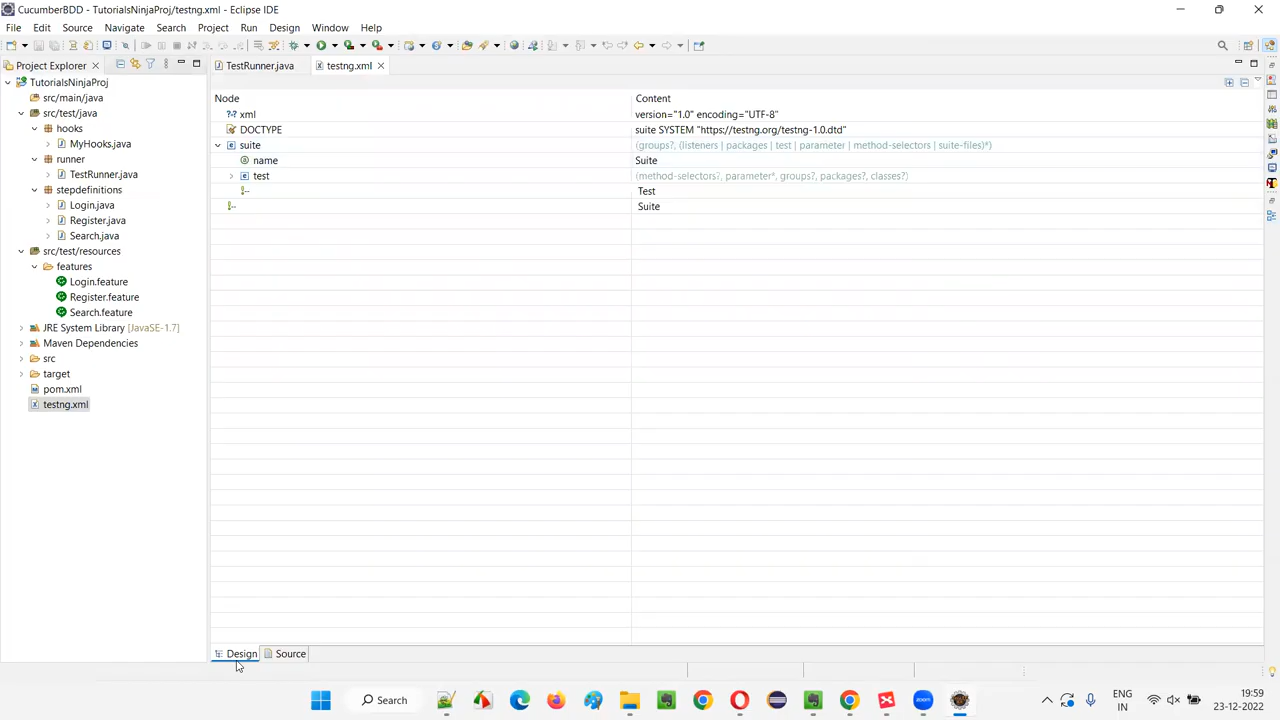 CucumberBDD - TutorialsNinjaProj/testng.xml - Eclipse IDE
File Edit Source Navigate Search Project Run Design Window Help
Project Explorer
TestRunner.java
testng.xml
TutorialsNinjaProj
src/main/java
src/test/java
hooks
MyHooks.java
runner
TestRunner.java
stepdefinitions
Login.java
Register.java
Search.java
src/test/resources
features
Login.feature
Register.feature
Search.feature
JRE System Library [JavaSE-1.7]
Maven Dependencies
src
target
pom.xml
testng.xml
Node Content
xml version="1.0" encoding="UTF-8"
DOCTYPE suite SYSTEM "https://testng.org/testng-1.0.dtd"
suite (groups?, (listeners | packages | test | parameter | method-selectors | suite-files)*)
name Suite
test (method-selectors?, parameter*, groups?, packages?, classes?)
Test
Suite
Design Source
Search
ENG
IN
19:59
23-12-2022